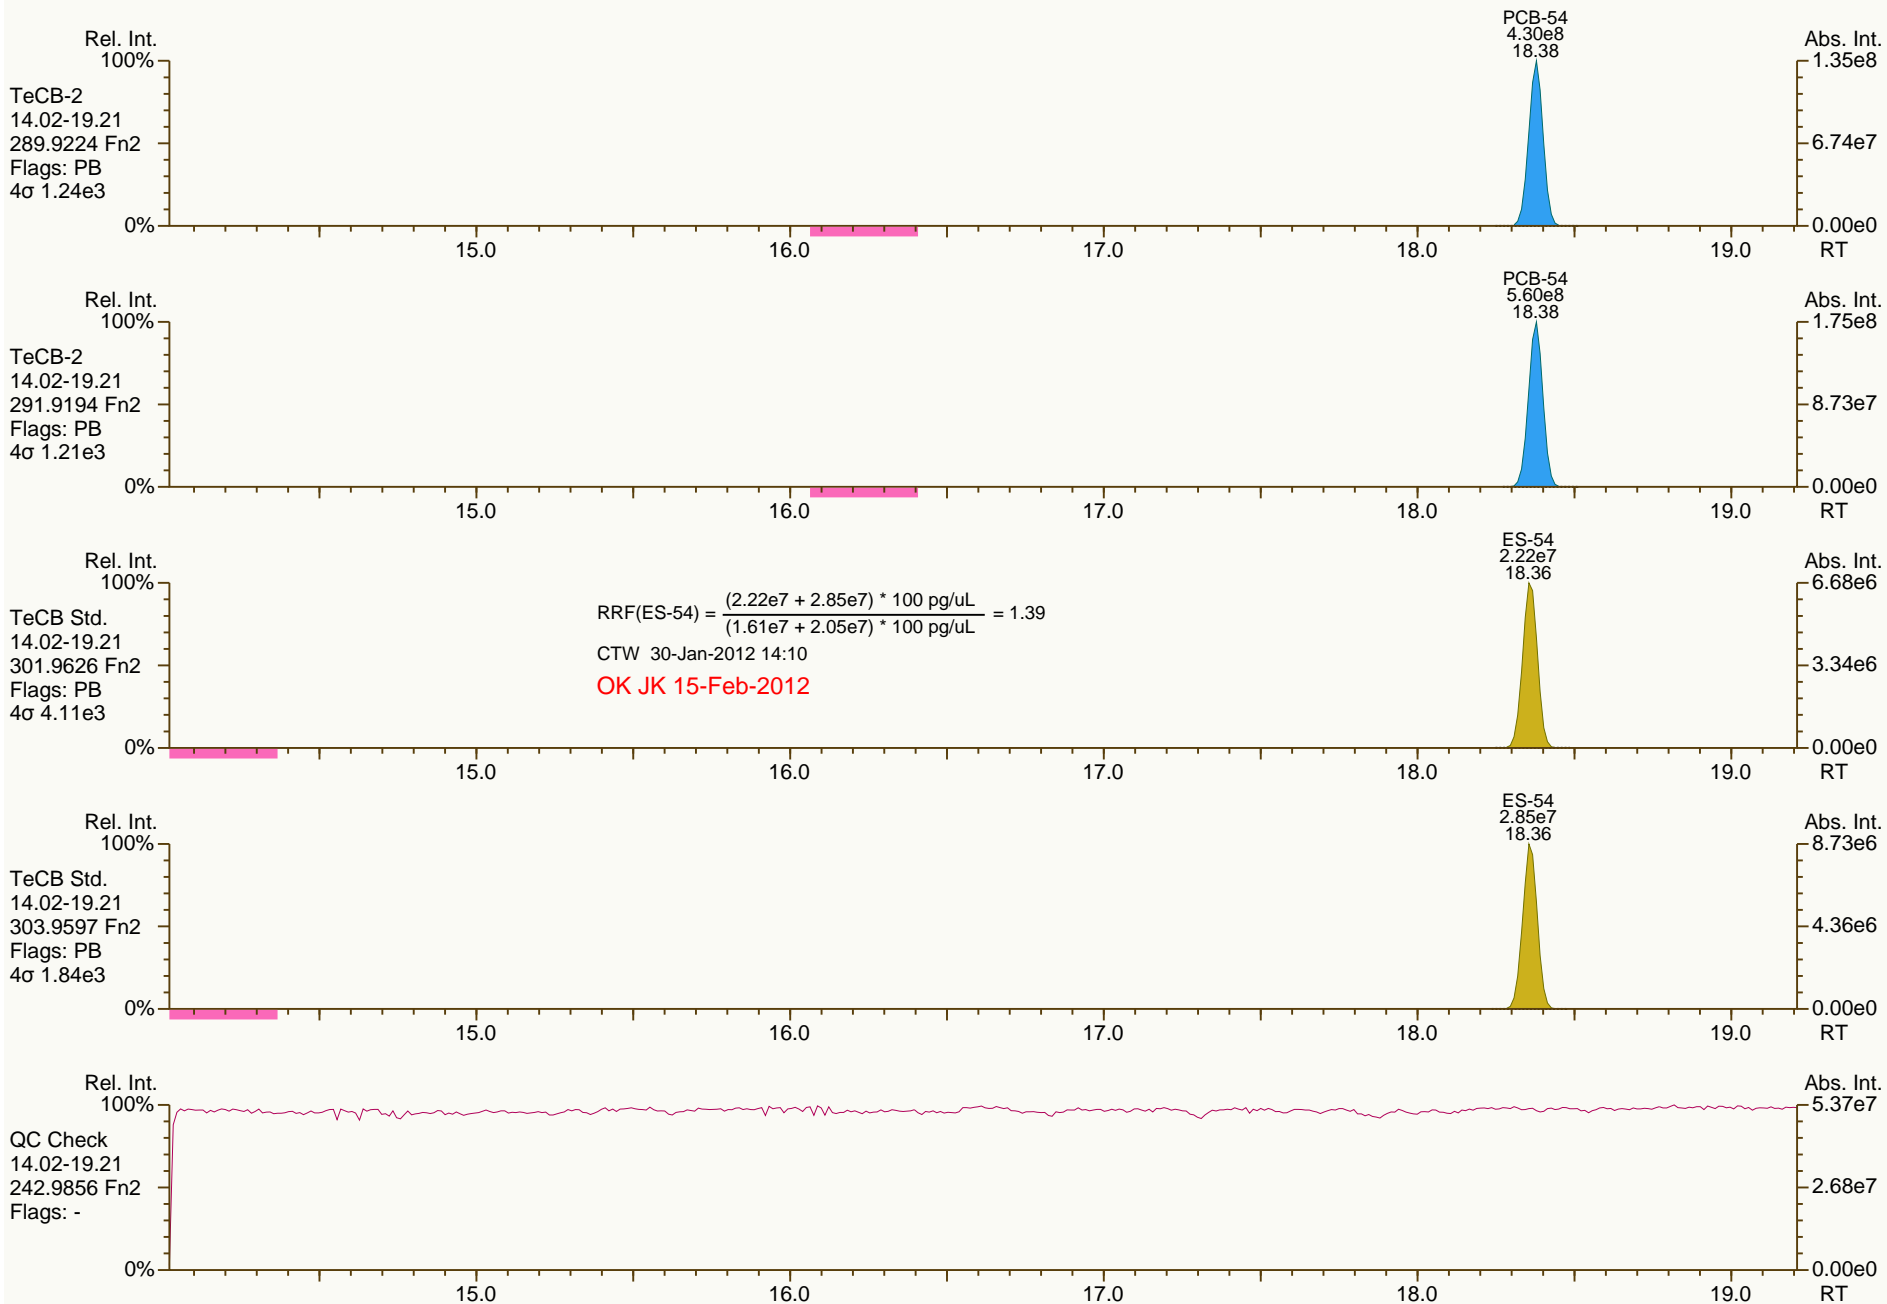 PCB-54
4.30e8
18.38
Rel. Int.
Abs. Int.
100%
1.35e8
TeCB-2
14.02-19.21
289.9224 Fn2
Flags: PB
4σ 1.24e3
6.74e7
0%
0.00e0
15.0 16.0 17.0 18.0 19.0 RT
PCB-54
5.60e8
18.38
Rel. Int.
Abs. Int.
100%
1.75e8
TeCB-2
14.02-19.21
291.9194 Fn2
Flags: PB
4σ 1.21e3
8.73e7
0%
0.00e0
15.0 16.0 17.0 18.0 19.0 RT
ES-54
2.22e7
18.36
Rel. Int.
Abs. Int.
100%
6.68e6
TeCB Std.
14.02-19.21
301.9626 Fn2
Flags: PB
4σ 4.11e3
(2.22e7 + 2.85e7) * 100 pg/uL
RRF(ES-54) = = 1.39
(1.61e7 + 2.05e7) * 100 pg/uL
CTW 30-Jan-2012 14:10
OK JK 15-Feb-2012
3.34e6
0%
0.00e0
15.0 16.0 17.0 18.0 19.0 RT
ES-54
2.85e7
18.36
Rel. Int.
Abs. Int.
100%
8.73e6
TeCB Std.
14.02-19.21
303.9597 Fn2
Flags: PB
4σ 1.84e3
4.36e6
0%
0.00e0
15.0 16.0 17.0 18.0 19.0 RT
Rel. Int.
Abs. Int.
100%
5.37e7
QC Check
14.02-19.21
242.9856 Fn2
Flags: -
2.68e7
0%
0.00e0
15.0 16.0 17.0 18.0 19.0 RT